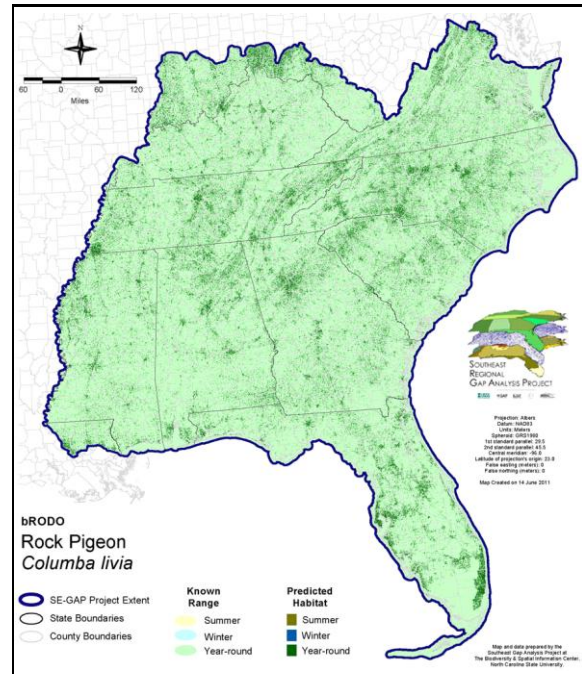 N
60 0 60 120
Miles
SOUTHEAST
REGIONAL
GAP ANALYSIS PROJECT
Projection: Albers
Datum: NAD83
Units: Meters
Spheroid: GRS1980
1st standard parallel: 29.5
2nd standard parallel: 45.5
Central meridian: -96.0
Latitude of projection's origin: 23.0
False easting (meters): 0
False northing (meters): 0
Map Created on 14 June 2011
bRODO
Rock Pigeon
Columba livia
SE-GAP Project Extent
State Boundaries
County Boundaries
Known
Range
Summer
Winter
Year-round
Predicted
Habitat
Summer
Winter
Year-round
Map and data prepared by the
Southeast Gap Analysis Project at
The Biodiversity & Spatial Information Center,
North Carolina State University.